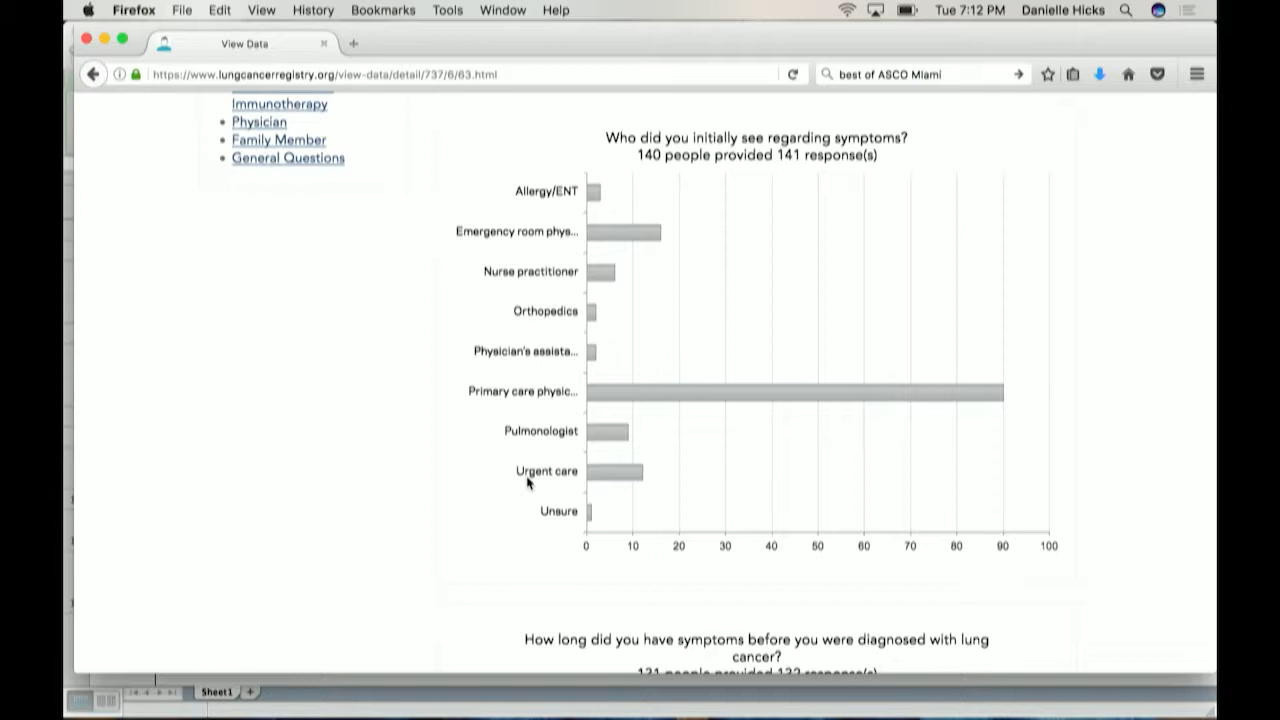 Firefox File Edit View History Bookmarks Tools Window Help Tue 7:12 PM Danielle Hicks
View Data
https://www.lungcancerregistry.org/view-data/detail/737/6/63.html best of ASCO Miami
Immunotherapy
Physician
Family Member
General Questions
Who did you initially see regarding symptoms?
140 people provided 141 response(s)
Allergy/ENT
Emergency room phys...
Nurse practitioner
Orthopedics
Physician's assista...
Primary care physic...
Pulmonologist
Urgent care
Unsure
0 10 20 30 40 50 60 70 80 90 100
How long did you have symptoms before you were diagnosed with lung
cancer?
people provided response(s)
Sheet1